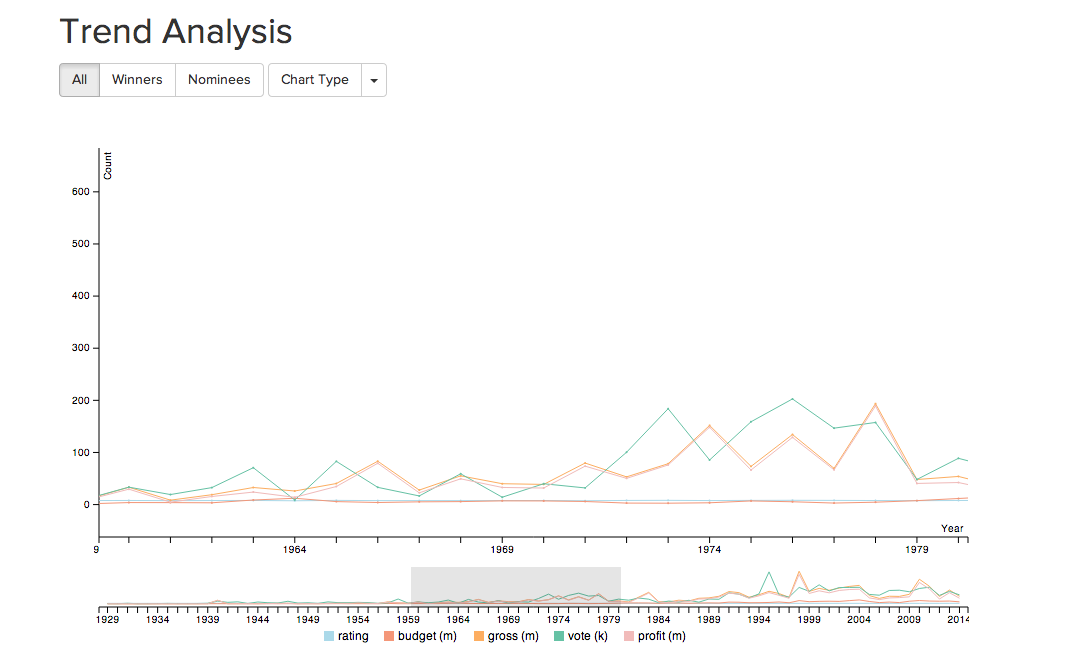 Trend Analysis
All Winners Nominees Chart Type
Count
600
500
400
300
200
100
0
Year
9 1964 1969 1974 1979
1929 1934 1939 1944 1949 1954 1959 1964 1969 1974 1979 1984 1989 1994 1999 2004 2009 2014
rating budget (m) gross (m) vote (k) profit (m)